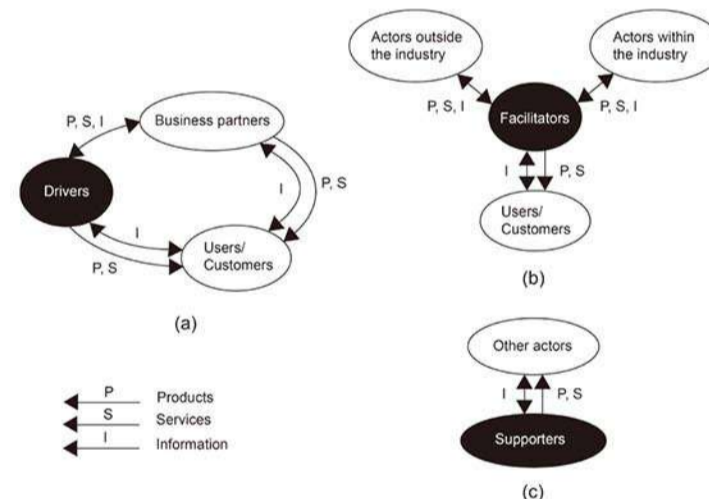 P, S, I
Business partners
Drivers
I
P, S
I
P, S
Users/
Customers
(a)
P
Products
S
Services
I
Information
Actors outside
the industry
Actors within
the industry
P, S, I
P, S, I
Facilitators
I
P, S
Users/
Customers
(b)
Other actors
I
P, S
Supporters
(c)